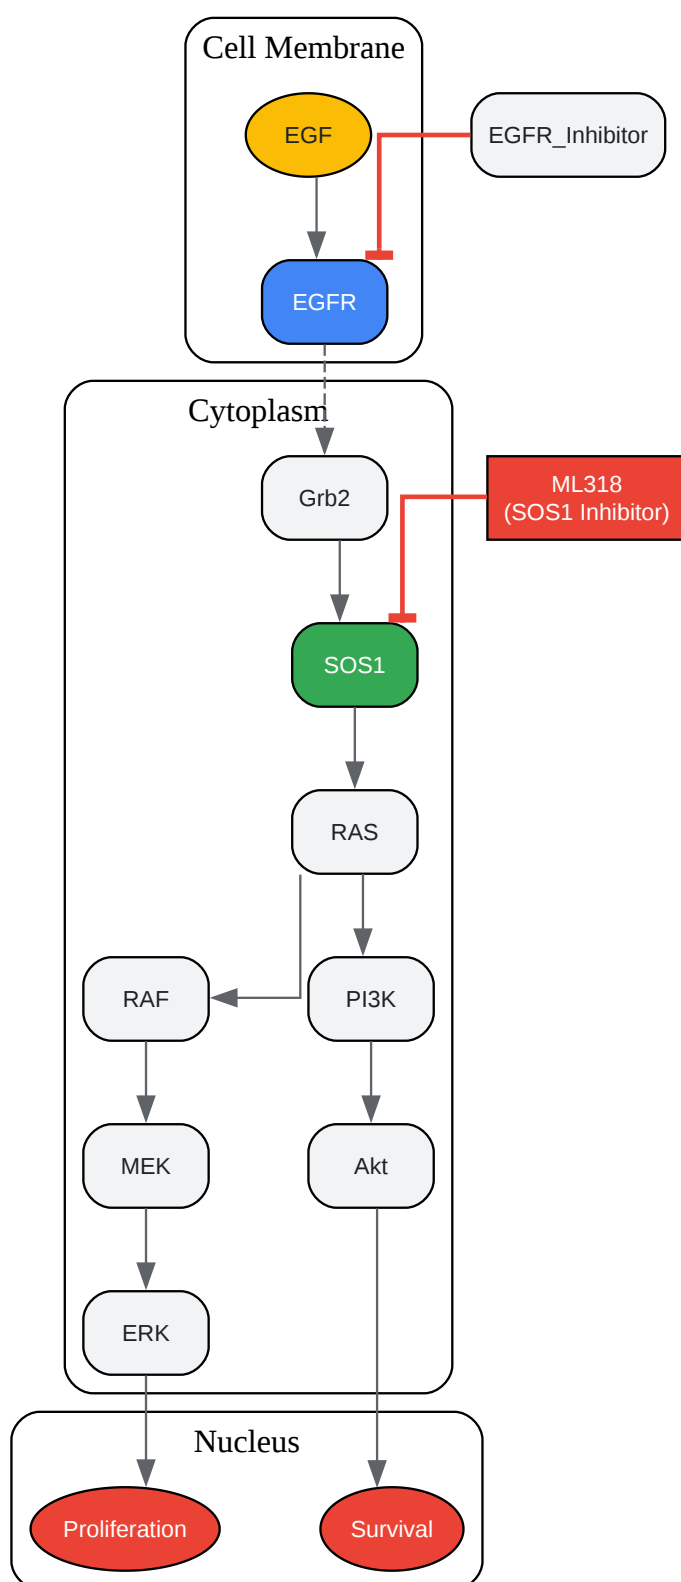 Cell Membrane
EGF
EGFR_Inhibitor
EGFR
Cytoplasm
Grb2
ML318
(SOS1 Inhibitor)
SOS1
RAS
RAF
PI3K
MEK
Akt
ERK
Nucleus
Proliferation
Survival